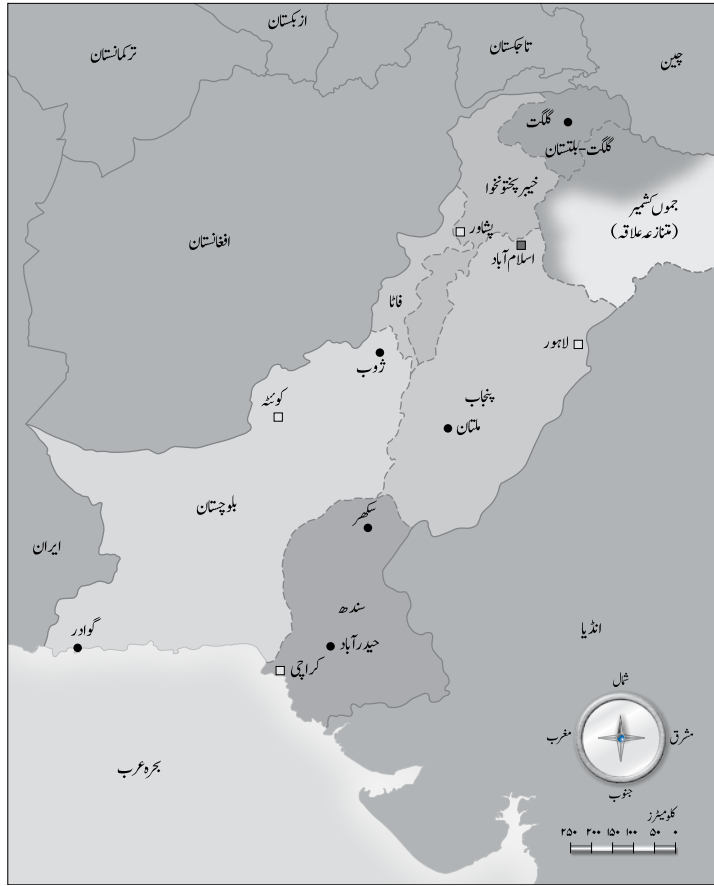 ازبکستان
ترکمانستان
تاجکستان
چین
گلگت
گلگت-بلتستان
خیبر پختونخوا
جموں کشمیر
(متنازعہ علاقہ)
پشاور
افغانستان
اسلام آباد
فاٹا
لاہور
ژوب
کوئٹہ
پنجاب
ملتان
بلوچستان
سکھر
ایران
سندھ
انڈیا
گوادر
حیدرآباد
کراچی
شمال
مشرق
مغرب
بحرہ عرب
جنوب
کلومیٹرز
۰ ۵۰ ۱۰۰ ۱۵۰ ۲۰۰ ۲۵۰